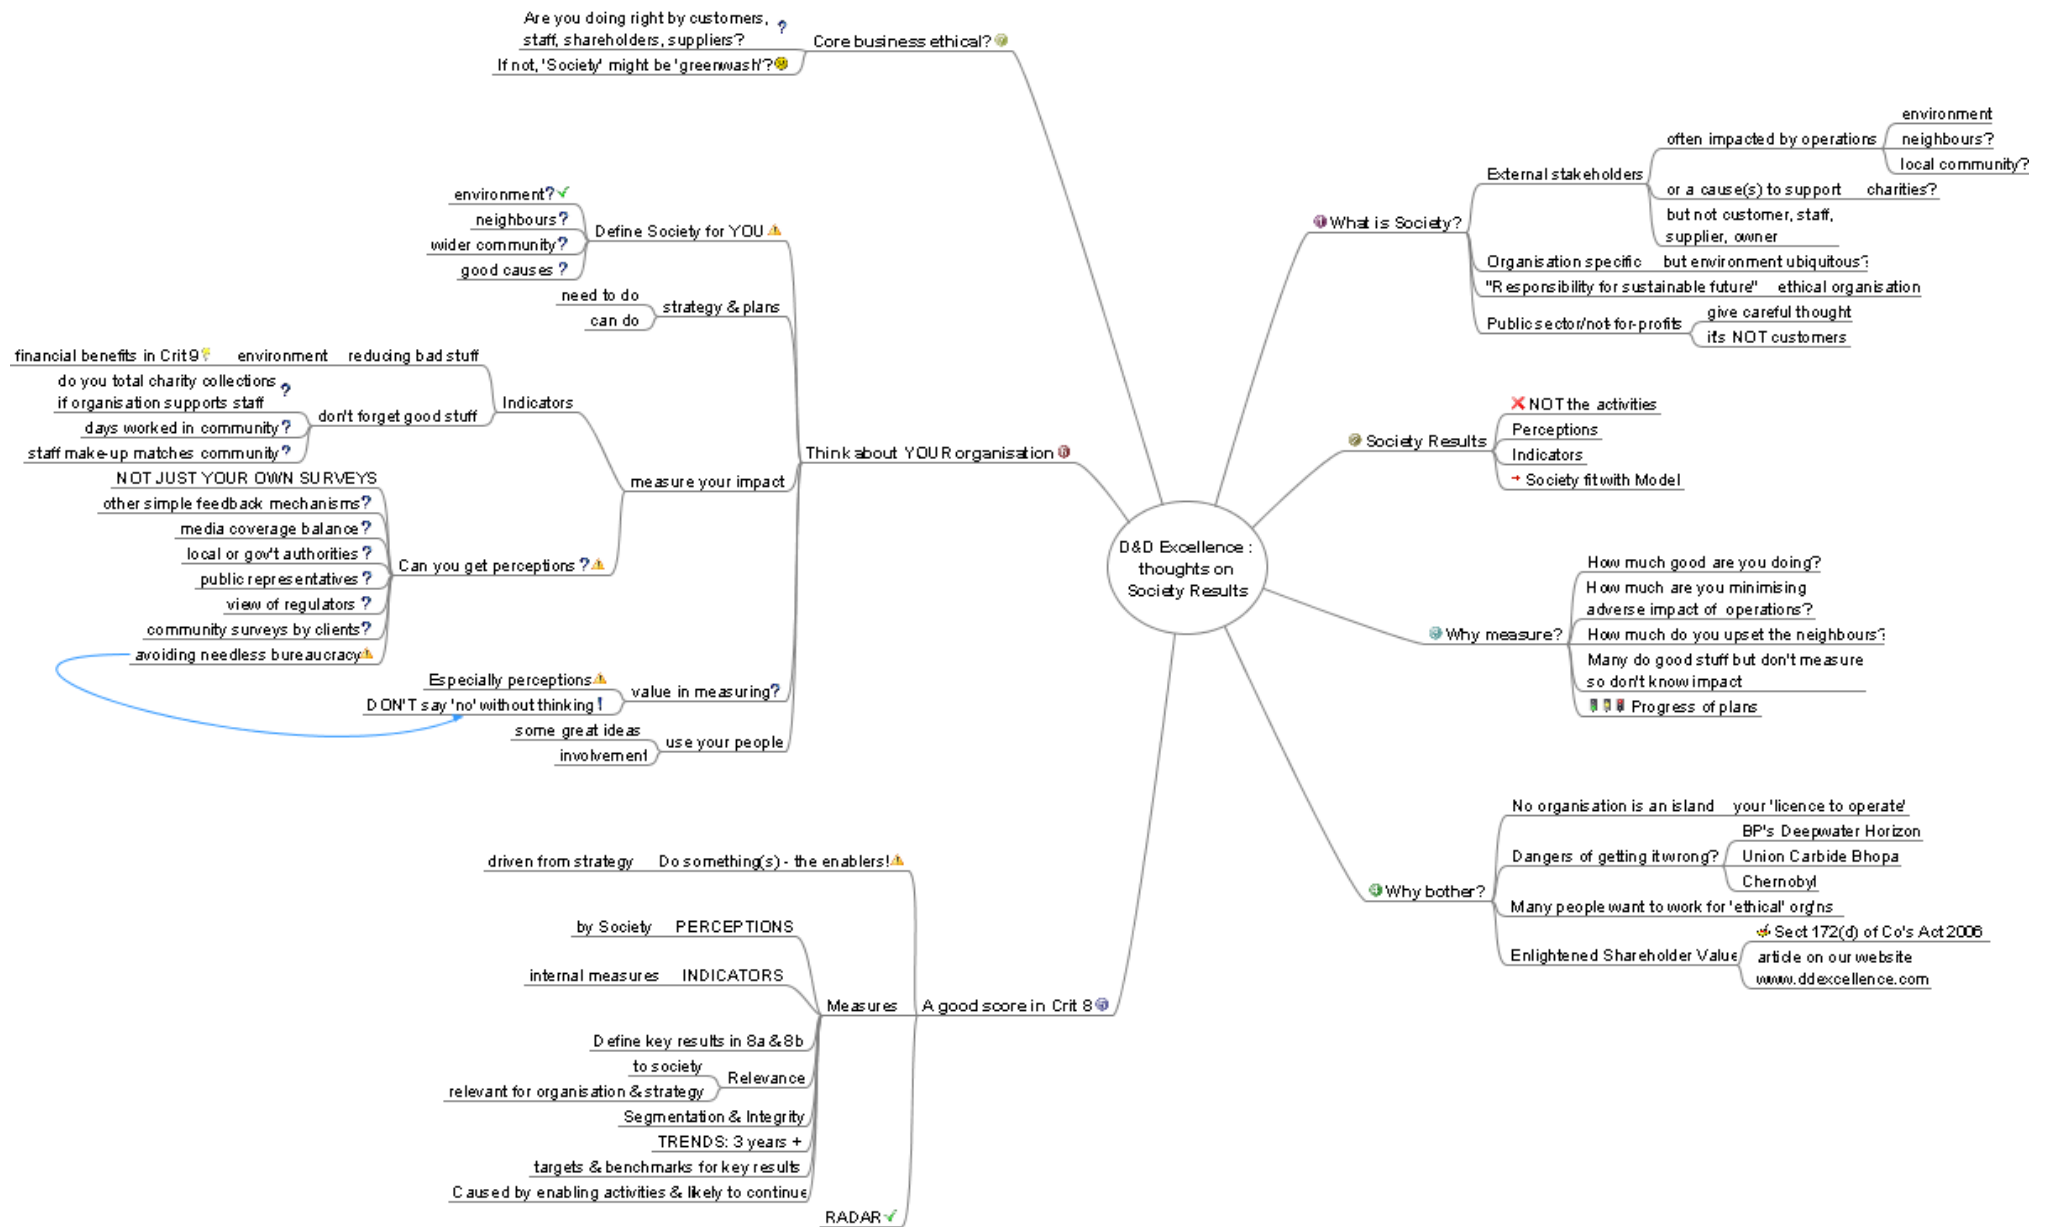 D&D Excellence :
thoughts on
Society Results
What is Society?
External stakeholders
often impacted by operations
environment
neighbours?
local community?
or a cause(s) to support
charities?
but not customer, staff,
supplier, owner
Organisation specific
but environment ubiquitous?
"Responsibility for sustainable future"
ethical organisation
Public sector/not-for-profits
give careful thought
it's NOT customers
Society Results
NOT the activities
Perceptions
Indicators
Society fit with Model
Why measure?
How much good are you doing?
How much are you minimising
adverse impact of operations?
How much do you upset the neighbours?
Many do good stuff but don't measure
so don't know impact
Progress of plans
Why bother?
No organisation is an island
your 'licence to operate'
Dangers of getting it wrong?
BP's Deepwater Horizon
Union Carbide Bhopa
Chernobyl
Many people want to work for 'ethical' org'ns
Enlightened Shareholder Value
Sect 172(d) of Co's Act 2006
article on our website
www.ddexcellence.com
A good score in Crit 8
Do something(s) - the enablers!
driven from strategy
Measures
PERCEPTIONS
by Society
INDICATORS
internal measures
Define key results in 8a & 8b
Relevance
to society
relevant for organisation & strategy
Segmentation & Integrity
TRENDS: 3 years +
targets & benchmarks for key results
Caused by enabling activities & likely to continue
RADAR
Think about YOUR organisation
Define Society for YOU
environment?
neighbours?
wider community?
good causes ?
strategy & plans
need to do
can do
measure your impact
Indicators
reducing bad stuff
environment
financial benefits in Crit 9
don't forget good stuff
do you total charity collections
if organisation supports staff ?
days worked in community ?
staff make-up matches community?
Can you get perceptions ?
NOT JUST YOUR OWN SURVEYS
other simple feedback mechanisms?
media coverage balance?
local or gov't authorities ?
public representatives ?
view of regulators ?
community surveys by clients?
avoiding needless bureaucracy
value in measuring?
Especially perceptions
DON'T say 'no' without thinking !
use your people
some great ideas
involvement
Core business ethical?
Are you doing right by customers,
staff, shareholders, suppliers? ?
If not, 'Society' might be 'greenwash'?